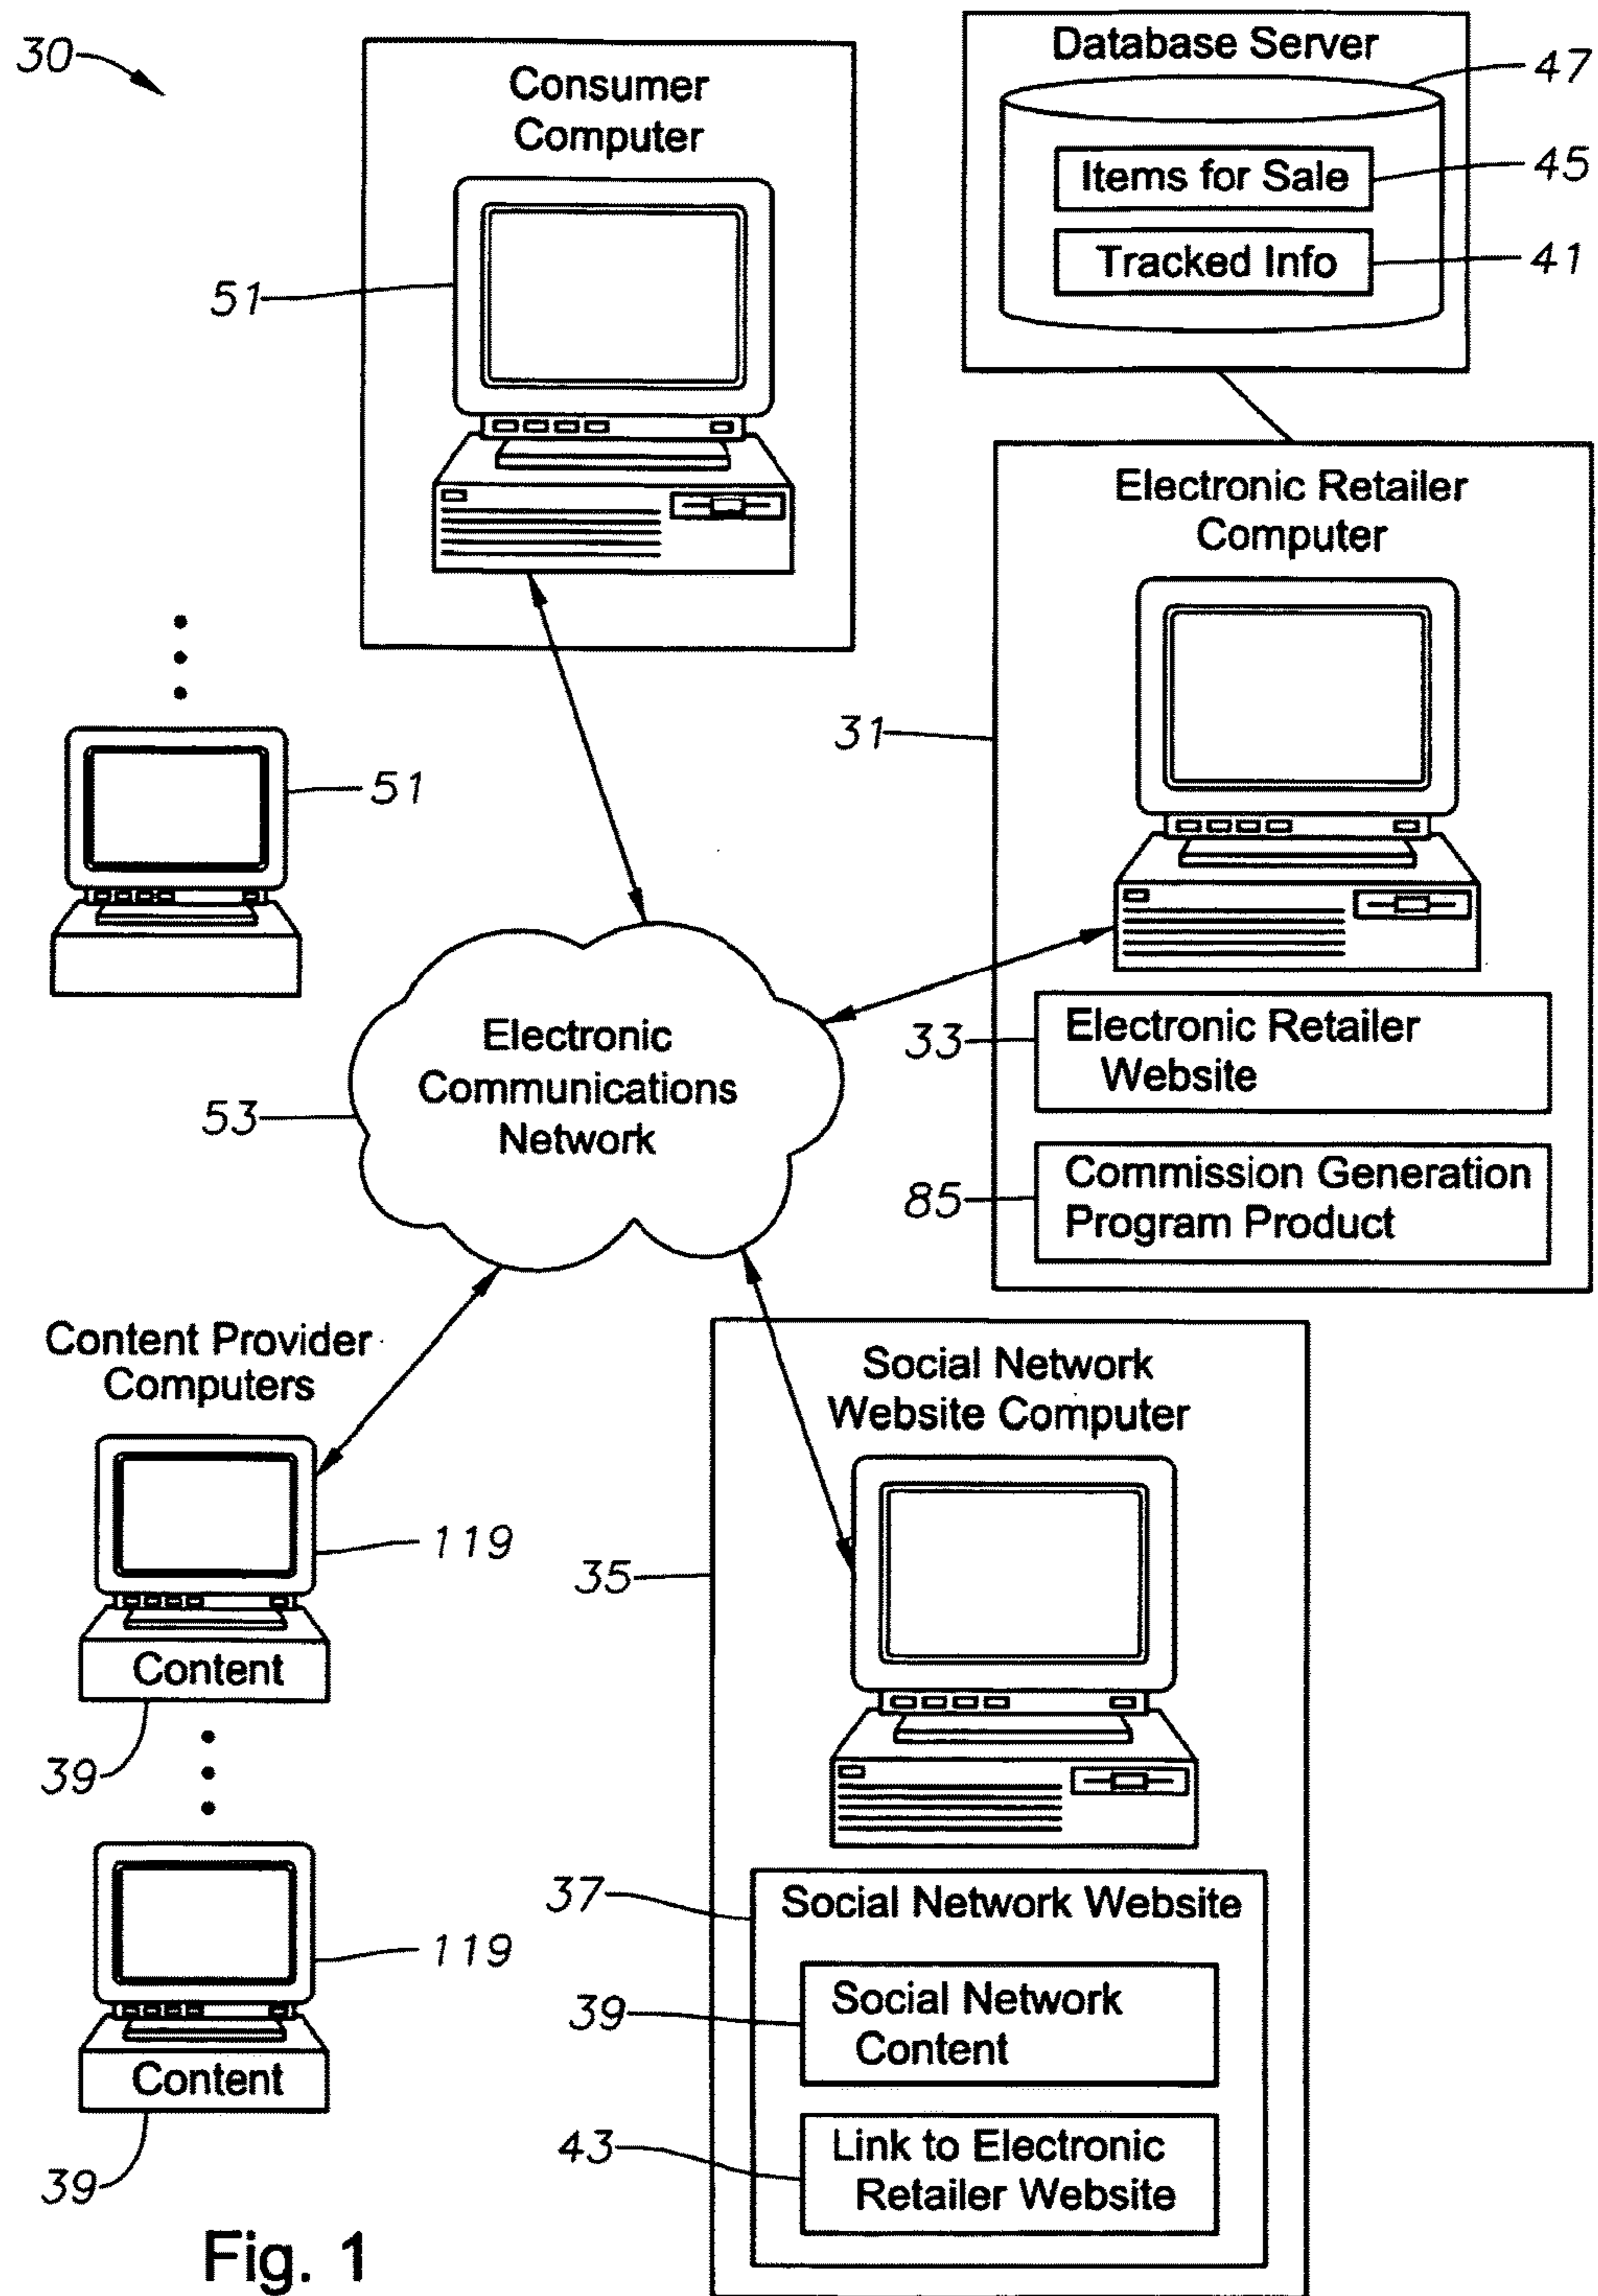 30
Consumer
Computer
51
Database Server
47
Items for Sale
45
Tracked Info
41
Electronic Retailer
Computer
31
51
Electronic
Communications
Network
53
33
Electronic Retailer
Website
85
Commission Generation
Program Product
Content Provider
Computers
119
Content
39
119
Content
39
Social Network
Website Computer
35
37
Social Network Website
39
Social Network
Content
43
Link to Electronic
Retailer Website
Fig. 1